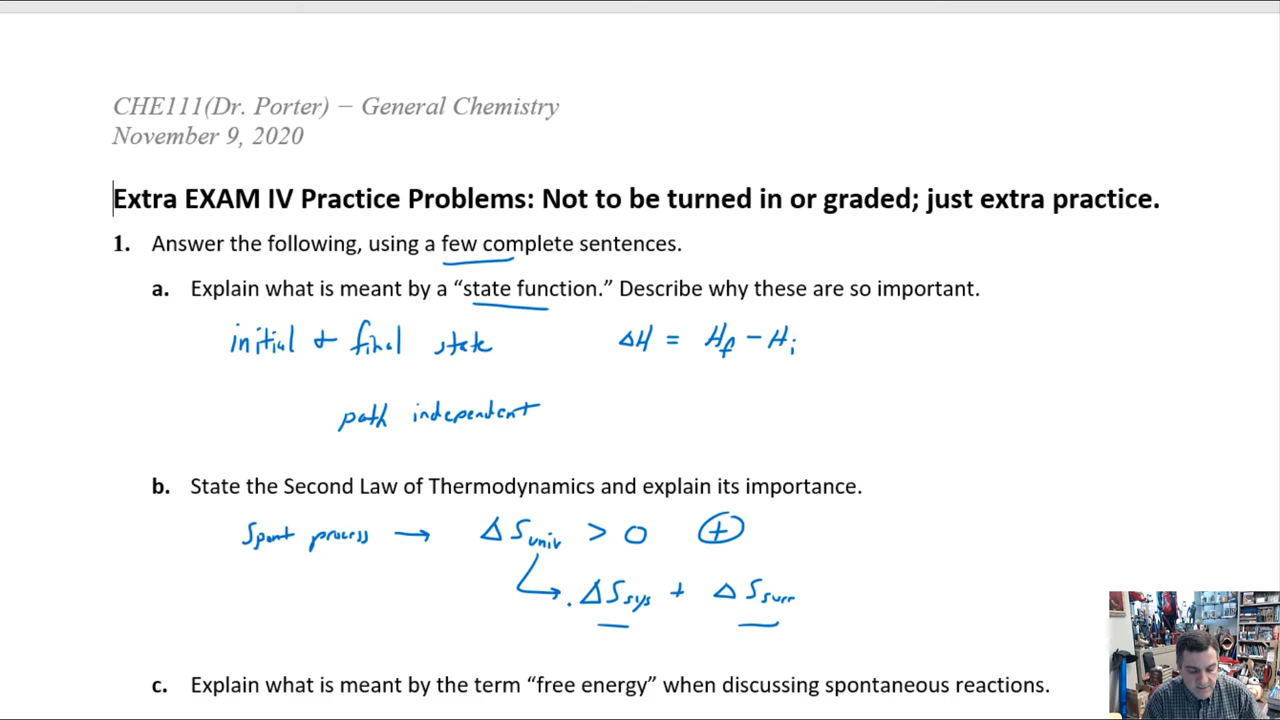 CHE111(Dr. Porter) – General Chemistry
November 9, 2020
Extra EXAM IV Practice Problems: Not to be turned in or graded; just extra practice.
1. Answer the following, using a few complete sentences.
a. Explain what is meant by a “state function.” Describe why these are so important.
initial + final state ΔH = Hf - Hi
path independent
b. State the Second Law of Thermodynamics and explain its importance.
Spont process → ΔSuniv > 0 +
ΔSsys + ΔSsurr
c. Explain what is meant by the term “free energy” when discussing spontaneous reactions.